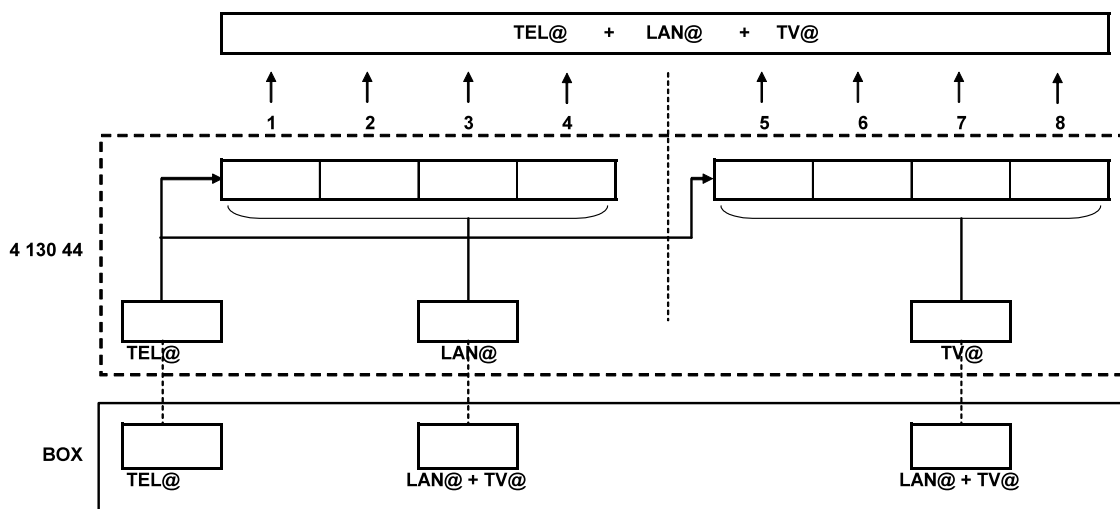 TEL@ + LAN@ + TV@
1 2 3 4 5 6 7 8
4 130 44
TEL@ LAN@ TV@
BOX
TEL@ LAN@ + TV@ LAN@ + TV@